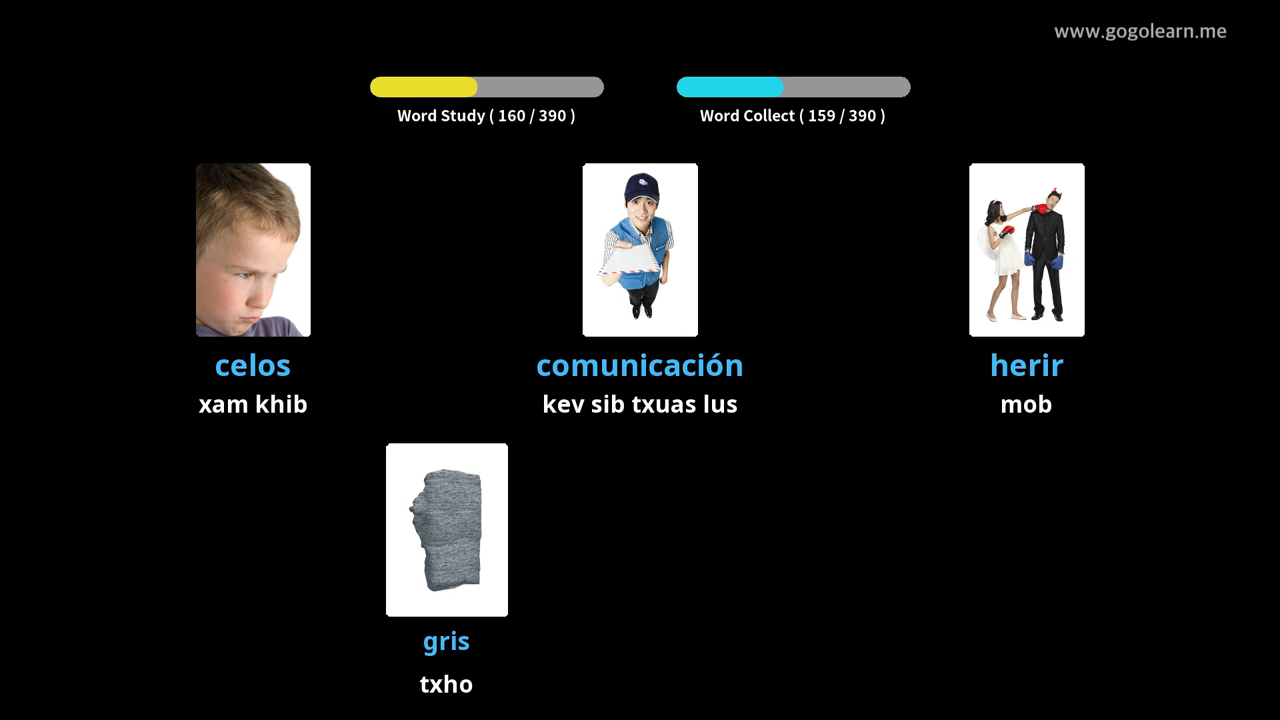 www.gogolearn.me
Word Study ( 160 / 390 )
Word Collect ( 159 / 390 )
celos
xam khib
comunicación
kev sib txuas lus
herir
mob
gris
txho